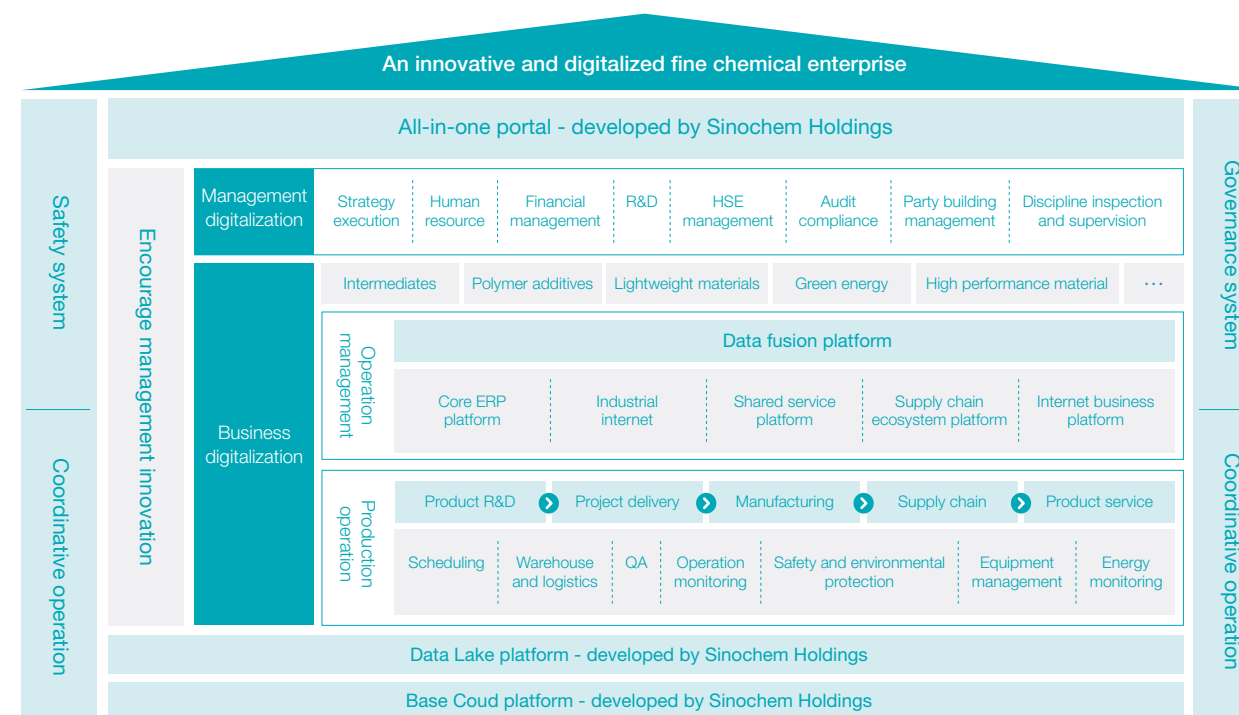 An innovative and digitalized fine chemical enterprise
All-in-one portal - developed by Sinochem Holdings
Safety system
Coordinative operation
Encourage management innovation
Management
digitalization
Strategy
execution
Human
resource
Financial
management
R&D
HSE
management
Audit
compliance
Party building
management
Discipline inspection
and supervision
Business
digitalization
Intermediates
Polymer additives
Lightweight materials
Green energy
High performance material
...
Operation
management
Data fusion platform
Core ERP
platform
Industrial
internet
Shared service
platform
Supply chain
ecosystem platform
Internet business
platform
Production
operation
Product R&D
Project delivery
Manufacturing
Supply chain
Product service
Scheduling
Warehouse
and logistics
QA
Operation
monitoring
Safety and environmental
protection
Equipment
management
Energy
monitoring
Governance system
Coordinative operation
Data Lake platform - developed by Sinochem Holdings
Base Coud platform - developed by Sinochem Holdings